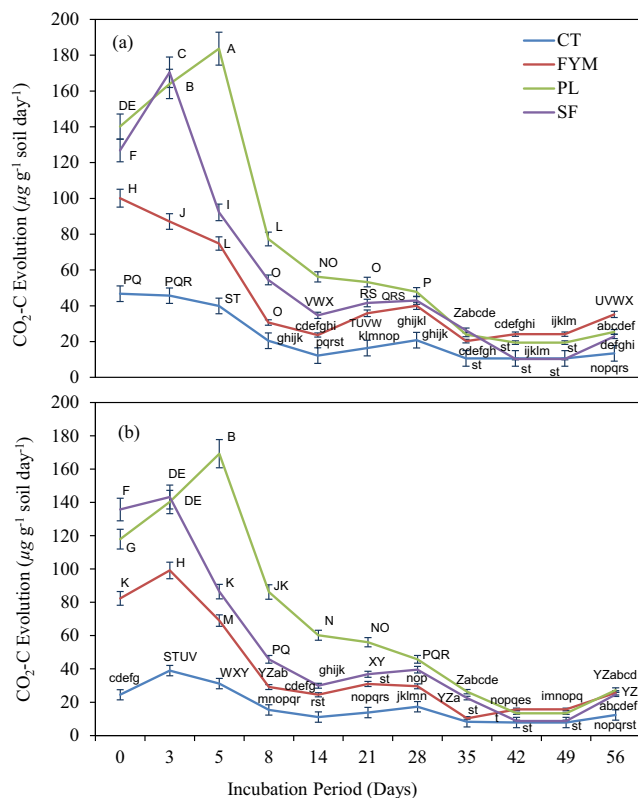 (a)
CT
FYM
PL
SF
CO₂-C Evolution (µg g⁻¹ soil day⁻¹)
200
180
160
140
120
100
80
60
40
20
0
DE
F
H
PQ
C
B
J
PQR
A
I
L
ST
L
O
O
ghijk
NO
VWX
cdefghi
pqrst
O
RS
TUVW
klmnop
P
QRS
ghijkl
ghijk
Zabcde
cdefgh
st
cdefghi
st
st
ijklm
ijklm
st
st
UVWX
abcdef
defghi
nopqrs
(b)
CO₂-C Evolution (µg g⁻¹ soil day⁻¹)
200
180
160
140
120
100
80
60
40
20
0
F
G
K
cdefg
DE
DE
H
STUV
B
K
M
WXY
JK
PQ
YZab
mnopqr
N
ghijk
cdefg
rst
NO
XY
st
nopqrs
PQR
nop
jklmn
Zabcde
YZa
st
t
nopqes
st
imnopq
st
YZabcd
YZ
abcdef
nopqrst
0 3 5 8 14 21 28 35 42 49 56
Incubation Period (Days)